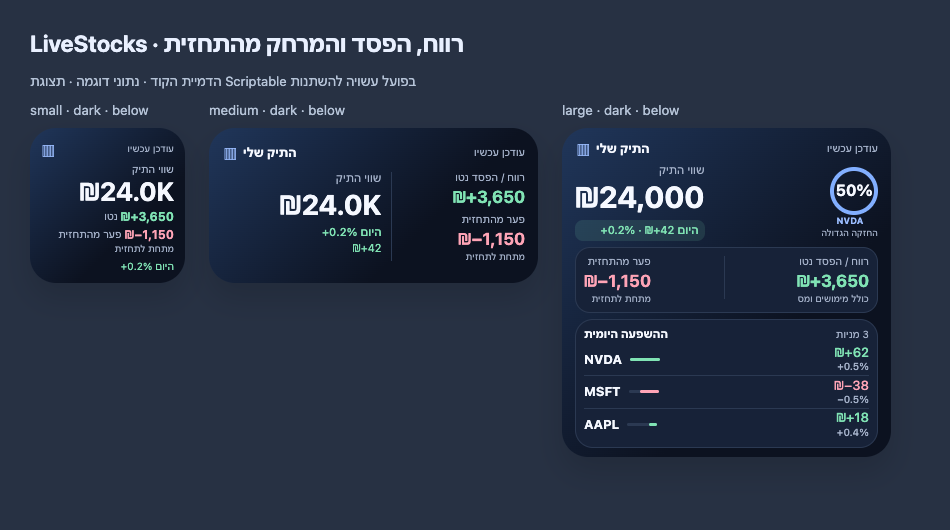 LiveStocks · רווח, הפסד והמרחק מהתחזית
הדמיית הקוד · נתוני דוגמה · תצוגת Scriptable בפועל עשויה להשתנות
small · dark · below
עודכן עכשיו
שווי התיק
₪24.0K
₪+3,650 נטו
₪−1,150 פער מהתחזית
מתחת לתחזית
היום +0.2%
medium · dark · below
התיק שלי
עודכן עכשיו
שווי התיק
₪24.0K
היום +0.2%
₪+42
רווח / הפסד נטו
₪+3,650
פער מהתחזית
₪−1,150
מתחת לתחזית
large · dark · below
התיק שלי
עודכן עכשיו
שווי התיק
₪24,000
היום +0.2% · ₪+42
50%
NVDA
החזקה הגדולה
רווח / הפסד נטו
₪+3,650
כולל מימושים ומס
פער מהתחזית
₪−1,150
מתחת לתחזית
ההשפעה היומית
3 מניות
NVDA ₪+62
+0.5%
MSFT ₪−38
−0.5%
AAPL ₪+18
+0.4%